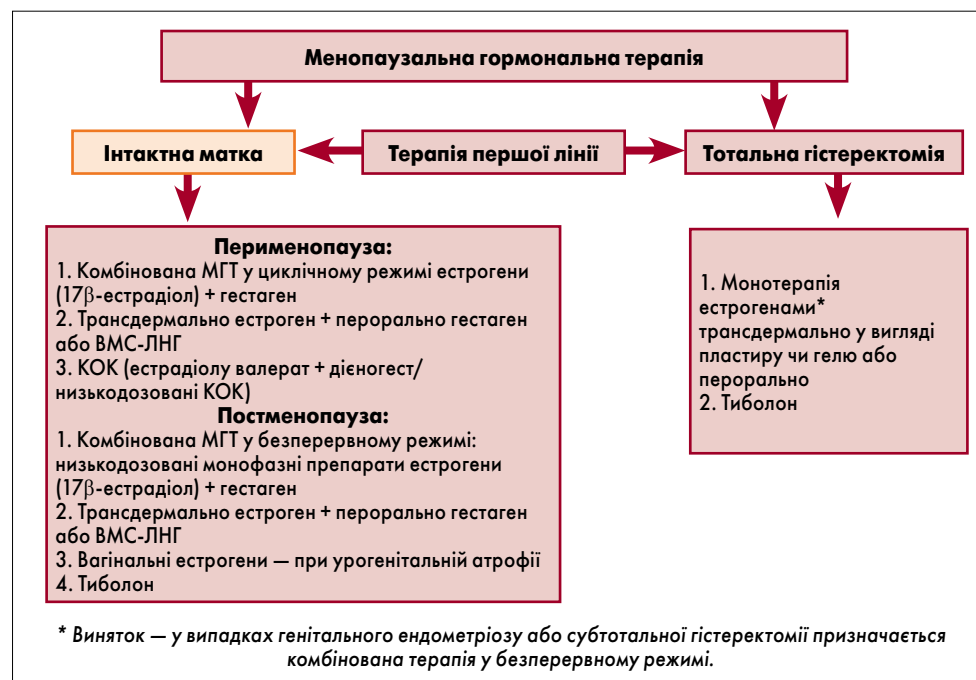 Менопаузальна гормональна терапія
Інтактна матка
Терапія першої лінії
Тотальна гістеректомія
Перименопауза:
1. Комбінована МГТ у циклічному режимі естрогени
(17β-естрадіол) + гестаген
2. Трансдермально естроген + перорально гестаген
або ВМС-ЛНГ
3. КОК (естрадіолу валерат + дієногест/
низькодозовані КОК)
Постменопауза:
1. Комбінована МГТ у безперервному режимі:
низькодозовані монофазні препарати естрогени
(17β-естрадіол) + гестаген
2. Трансдермально естроген + перорально гестаген
або ВМС-ЛНГ
3. Вагінальні естрогени — при урогенітальній атрофії
4. Тиболон
1. Монотерапія
естрогенами*
трансдермально у вигляді
пластиру чи гелю або
перорально
2. Тиболон
* Виняток — у випадках генітального ендометріозу або субтотальної гістеректомії призначається
комбінована терапія у безперервному режимі.